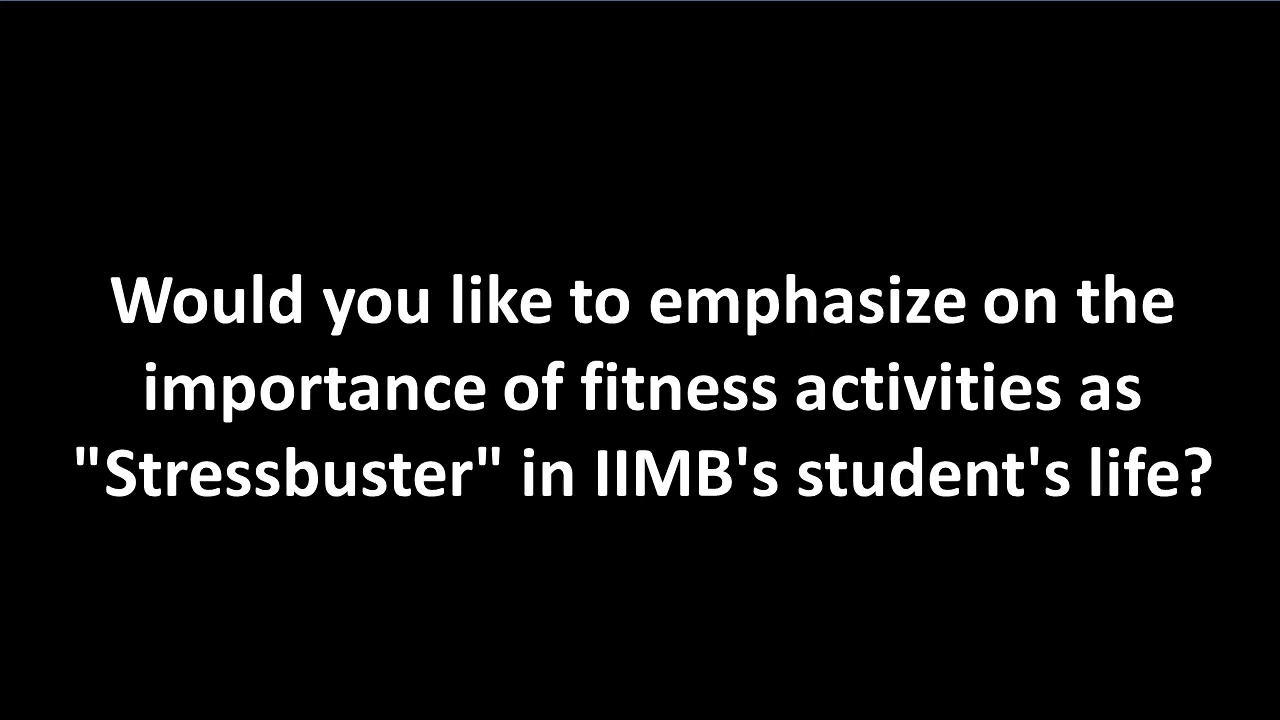 Would you like to emphasize on the
importance of fitness activities as
"Stressbuster" in IIMB's student's life?